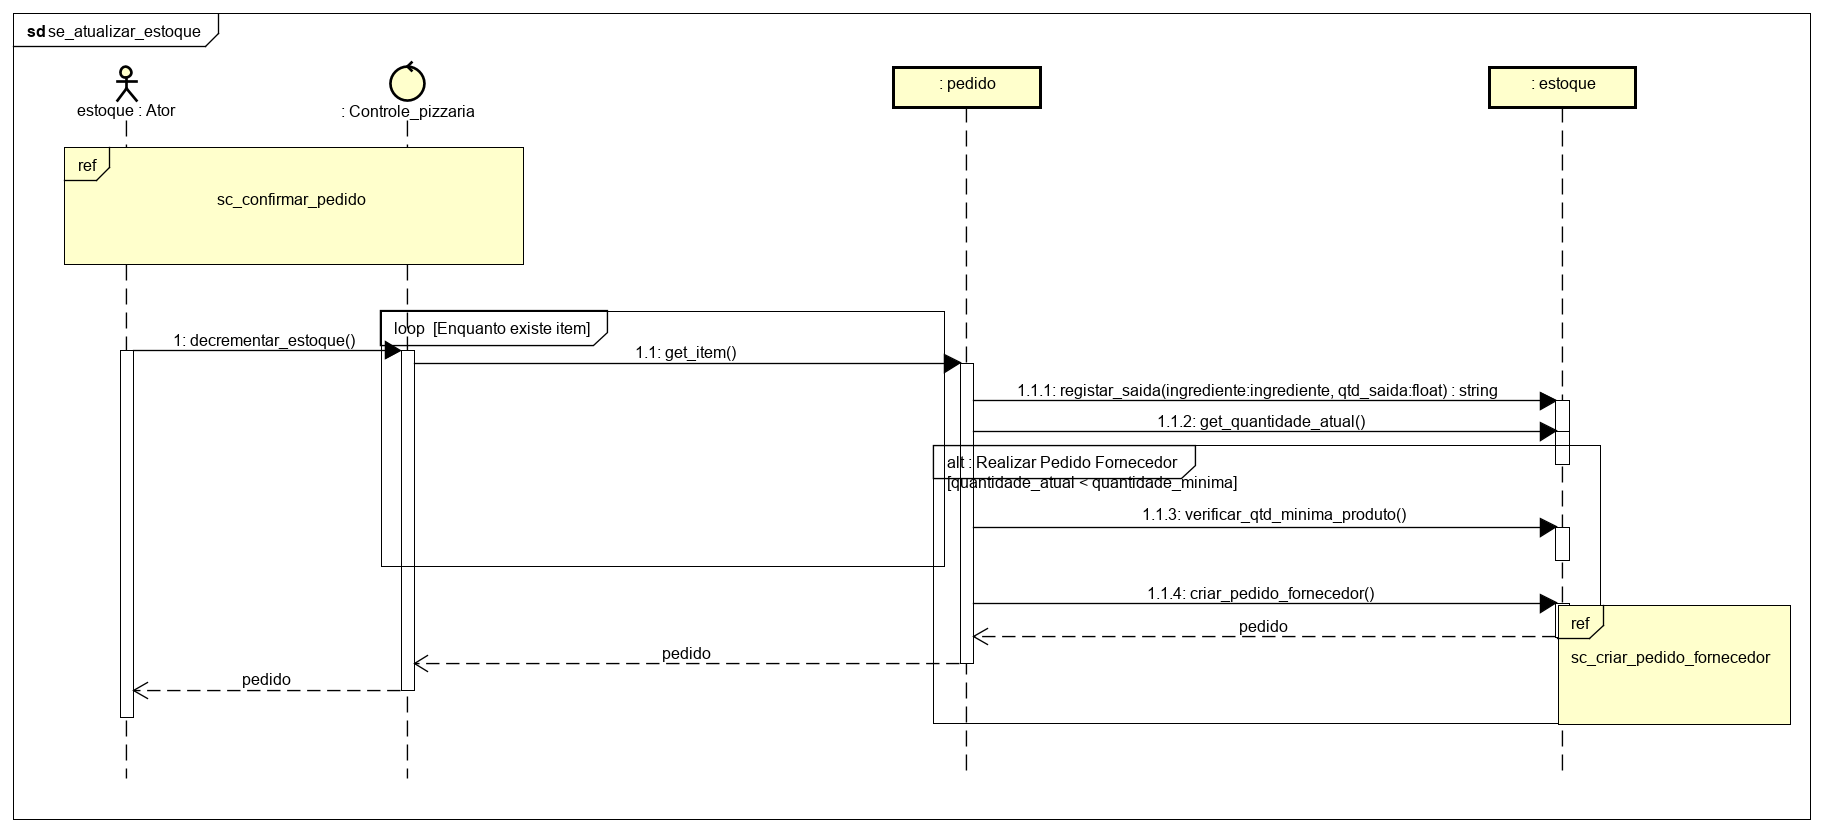 sd se_atualizar_estoque
estoque : Ator
: Controle_pizzaria
: pedido
: estoque
ref
sc_confirmar_pedido
loop [Enquanto existe item]
1: decrementar_estoque()
1.1: get_item()
1.1.1: registar_saida(ingrediente:ingrediente, qtd_saida:float) : string
1.1.2: get_quantidade_atual()
alt : Realizar Pedido Fornecedor
[quantidade_atual < quantidade_minima]
1.1.3: verificar_qtd_minima_produto()
1.1.4: criar_pedido_fornecedor()
ref
pedido
sc_criar_pedido_fornecedor
pedido
pedido